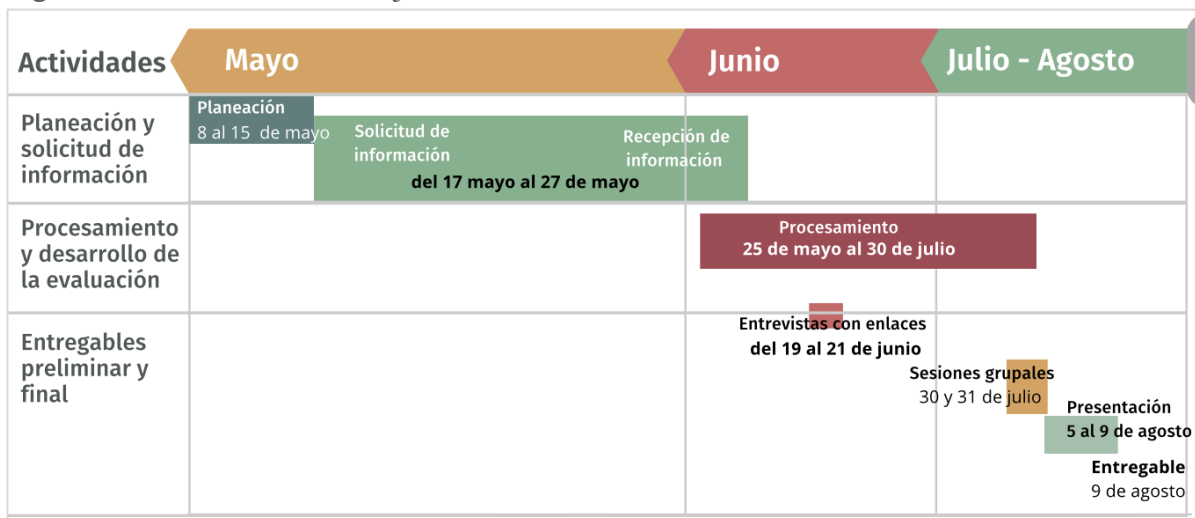 Actividades
Mayo
Junio
Julio - Agosto
Planeación y
solicitud de
información
Planeación
8 al 15 de mayo
Solicitud de
información
Recepción de
información
del 17 mayo al 27 de mayo
Procesamiento
y desarrollo de
la evaluación
Procesamiento
25 de mayo al 30 de julio
Entregables
preliminar y
final
Entrevistas con enlaces
del 19 al 21 de junio
Sesiones grupales
30 y 31 de julio
Presentación
5 al 9 de agosto
Entregable
9 de agosto